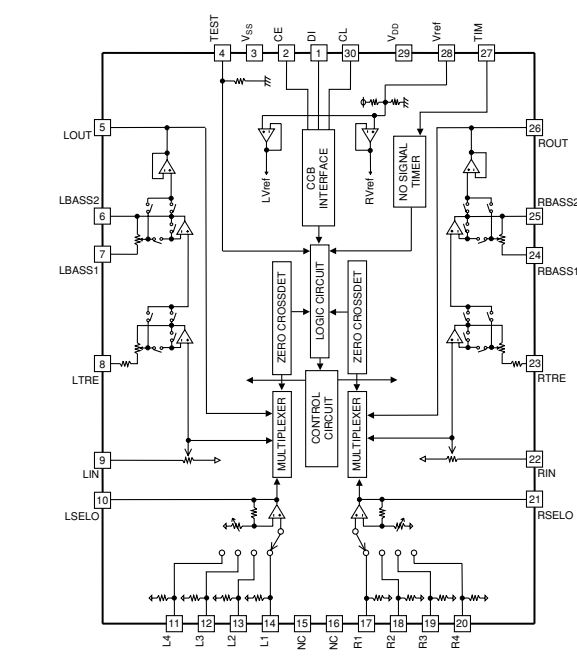 TEST
VSS
CE
DI
CL
VDD
Vref
TIM
4
3
2
1
30
29
28
27
5
LOUT
26
ROUT
LVref
CCB INTERFACE
RVref
NO SIGNAL TIMER
LBASS2
6
RBASS2
25
7
LBASS1
24
RBASS1
ZERO CROSSDET
LOGIC CIRCUIT
ZERO CROSSDET
8
LTRE
23
RTRE
MULTIPLEXER
CONTROL CIRCUIT
MULTIPLEXER
9
LIN
22
RIN
10
LSELO
21
RSELO
11
12
13
14
15
16
17
18
19
20
L4
L3
L2
L1
NC
NC
R1
R2
R3
R4